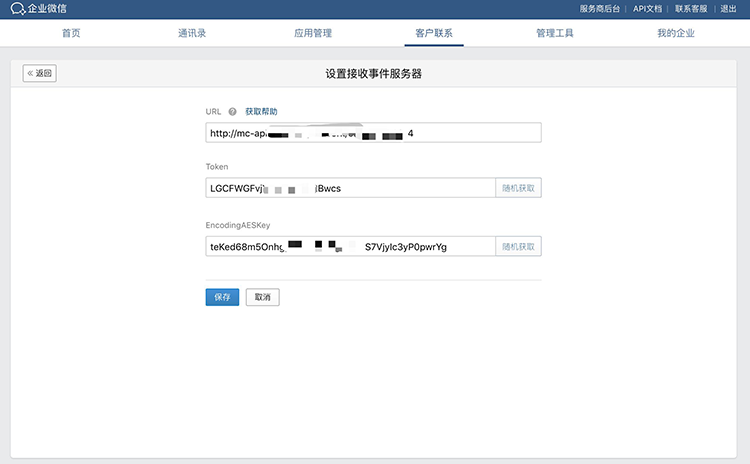 企业微信
服务商后台 | API文档 | 联系客服 | 退出
首页 通讯录 应用管理 客户联系 管理工具 我的企业
« 返回
设置接收事件服务器
URL ? 获取帮助
http://mc-ap 4
Token
LGCFWGFvj Bwcs 随机获取
EncodingAESKey
teKed68m5Onhg S7Vjylc3yP0pwrYg 随机获取
保存 取消